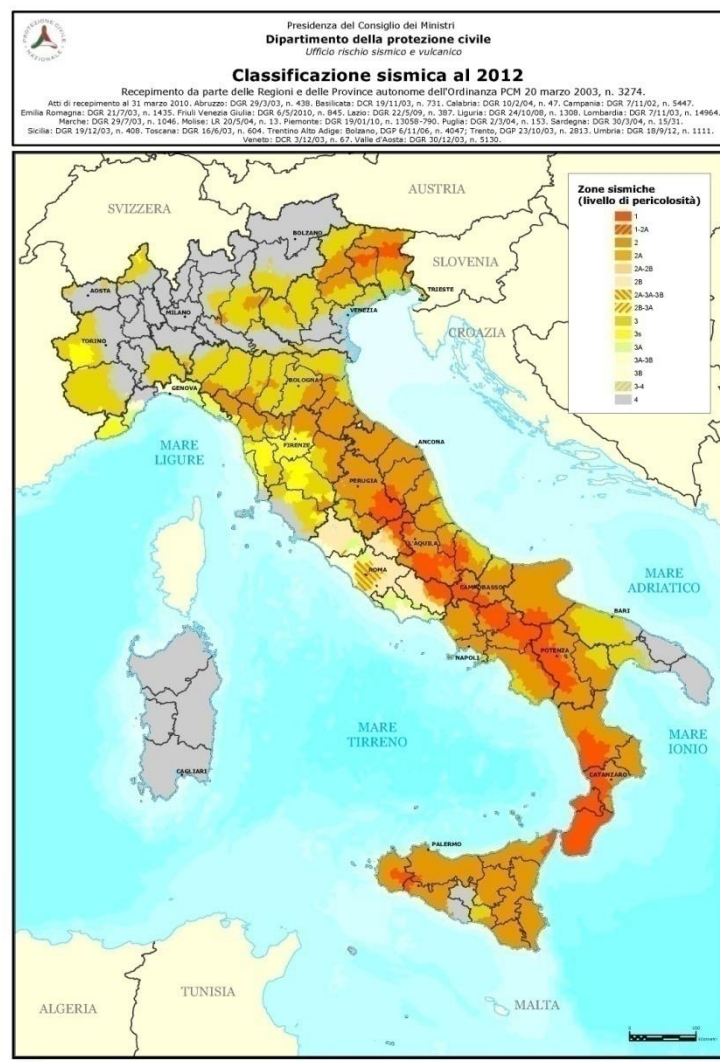 PROTEZIONE CIVILE
NAZIONALE
Presidenza del Consiglio dei Ministri
Dipartimento della protezione civile
Ufficio rischio sismico e vulcanico
Classificazione sismica al 2012
Recepimento da parte delle Regioni e delle Province autonome dell'Ordinanza PCM 20 marzo 2003, n. 3274.
Atti di recepimento al 31 marzo 2010. Abruzzo: DGR 29/3/03, n. 438. Basilicata: DCR 19/11/03, n. 731. Calabria: DGR 10/2/04, n. 47. Campania: DGR 7/11/02, n. 5447.
Emilia Romagna: DGR 21/7/03, n. 1435. Friuli Venezia Giulia: DGR 6/5/2010, n. 845. Lazio: DGR 22/5/09, n. 387. Liguria: DGR 24/10/08, n. 1308. Lombardia: DGR 7/11/03, n. 14964.
Marche: DGR 29/7/03, n. 1046. Molise: LR 20/5/04, n. 13. Piemonte: DGR 19/01/10, n. 13058-790. Puglia: DGR 2/3/04, n. 153. Sardegna: DGR 30/3/04, n. 15/31.
Sicilia: DGR 19/12/03, n. 408. Toscana: DGR 16/6/03, n. 604. Trentino Alto Adige: Bolzano, DGP 6/11/06, n. 4047; Trento, DGP 23/10/03, n. 2813. Umbria: DGR 18/9/12, n. 1111.
Veneto: DCR 3/12/03, n. 67. Valle d'Aosta: DGR 30/12/03, n. 5130.
Zone sismiche
(livello di pericolosità)
1
1-2A
2
2A
2A-2B
2B
2A-3A-3B
2B-3A
3
3s
3A
3A-3B
3B
3-4
4
AUSTRIA
SVIZZERA
BOLZANO
SLOVENIA
AOSTA
TRIESTE
MILANO
VENEZIA
CROAZIA
TORINO
BOLOGNA
GENOVA
FIRENZE
ANCONA
MARE
LIGURE
PERUGIA
L'AQUILA
ROMA
MARE
ADRIATICO
CAMPOBASSO
BARI
NAPOLI
POTENZA
MARE
TIRRENO
MARE
IONIO
CAGLIARI
CATANZARO
PALERMO
TUNISIA
ALGERIA
MALTA